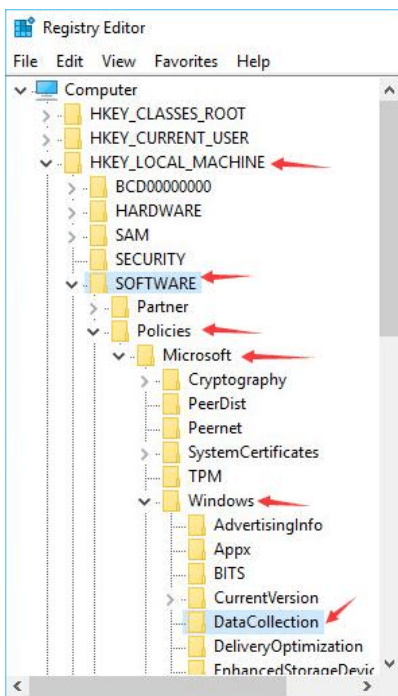 Registry Editor
File Edit View Favorites Help
Computer
HKEY_CLASSES_ROOT
HKEY_CURRENT_USER
HKEY_LOCAL_MACHINE
BCD00000000
HARDWARE
SAM
SECURITY
SOFTWARE
Partner
Policies
Microsoft
Cryptography
PeerDist
Peernet
SystemCertificates
TPM
Windows
AdvertisingInfo
Appx
BITS
CurrentVersion
DataCollection
DeliveryOptimization
EnhancedStorageDevic